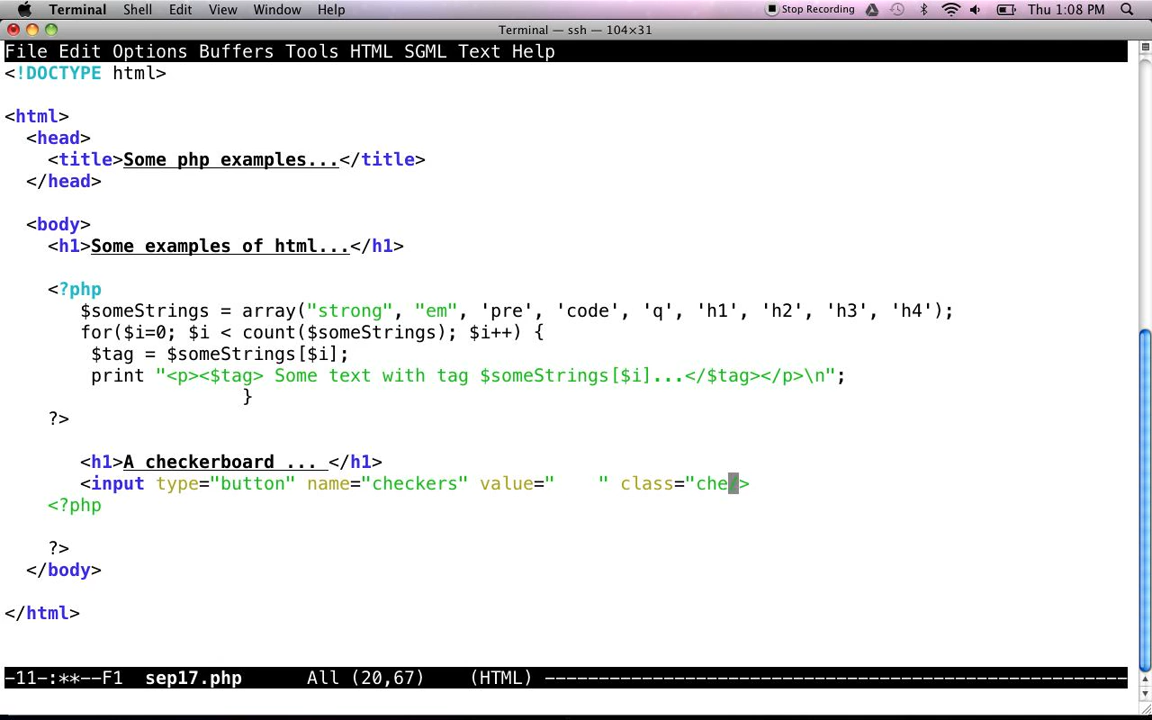 Terminal Shell Edit View Window Help Stop Recording Thu 1:08 PM
Terminal — ssh — 104×31
File Edit Options Buffers Tools HTML SGML Text Help
<!DOCTYPE html>
<html>
<head>
<title>Some php examples...</title>
</head>
<body>
<h1>Some examples of html...</h1>
<?php
$someStrings = array("strong", "em", 'pre', 'code', 'q', 'h1', 'h2', 'h3', 'h4');
for($i=0; $i < count($someStrings); $i++) {
$tag = $someStrings[$i];
print "<p><$tag> Some text with tag $someStrings[$i]...</$tag></p>\n";
}
?>
<h1>A checkerboard ... </h1>
<input type="button" name="checkers" value="    " class="che/>
<?php
?>
</body>
</html>
-11-:**--F1  sep17.php      All (20,67)    (HTML) ------------------------------------------------------